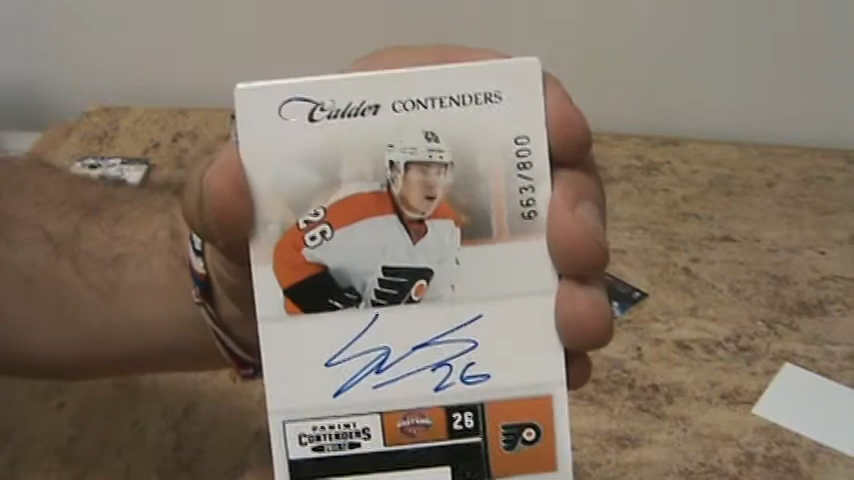 Calder CONTENDERS
663/800
26
26
PANINI
CONTENDERS
26